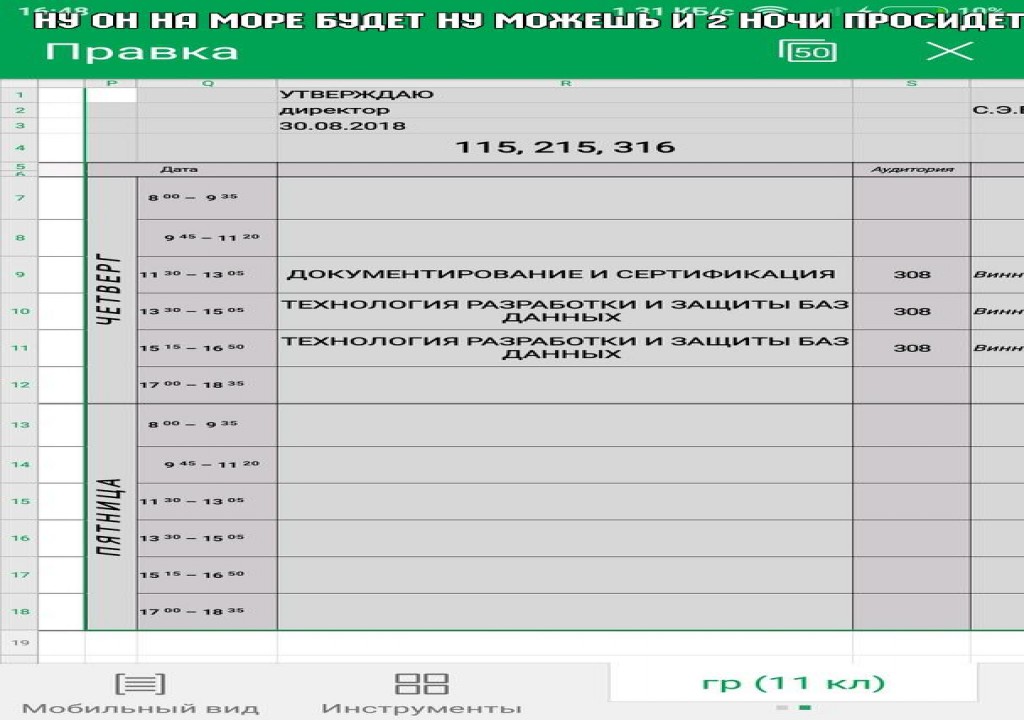 НУ ОН НА МОРЕ БУДЕТ НУ МОЖЕШЬ И 2 НОЧИ ПРОСИДЕТ
Правка
50
P Q R S
1 УТВЕРЖДАЮ
2 директор
3 30.08.2018
4 115, 215, 316
5 Дата Аудитория
6
ЧЕТВЕРГ
7 8 00 – 9 35
8 9 45 – 11 20
9 11 30 – 13 05 ДОКУМЕНТИРОВАНИЕ И СЕРТИФИКАЦИЯ 308 Винн
10 13 30 – 15 05 ТЕХНОЛОГИЯ РАЗРАБОТКИ И ЗАЩИТЫ БАЗ
ДАННЫХ 308 Винн
11 15 15 – 16 50 ТЕХНОЛОГИЯ РАЗРАБОТКИ И ЗАЩИТЫ БАЗ
ДАННЫХ 308 Винн
12 17 00 – 18 35
ПЯТНИЦА
13 8 00 – 9 35
14 9 45 – 11 20
15 11 30 – 13 05
16 13 30 – 15 05
17 15 15 – 16 50
18 17 00 – 18 35
19
Мобильный вид Инструменты гр (11 кл)